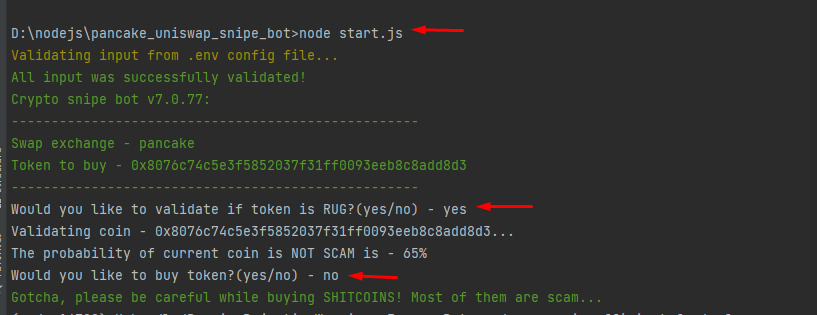 D:\nodejs\pancake_uniswap_snipe_bot>node start.js
Validating input from .env config file...
All input was successfully validated!
Crypto snipe bot v7.0.77:
-------------------------------------------------
Swap exchange - pancake
Token to buy - 0x8076c74c5e3f5852037f31ff0093eeb8c8add8d3
-------------------------------------------------
Would you like to validate if token is RUG?(yes/no) - yes
Validating coin - 0x8076c74c5e3f5852037f31ff0093eeb8c8add8d3...
The probability of current coin is NOT SCAM is - 65%
Would you like to buy token?(yes/no) - no
Gotcha, please be careful while buying SHITCOINS! Most of them are scam...